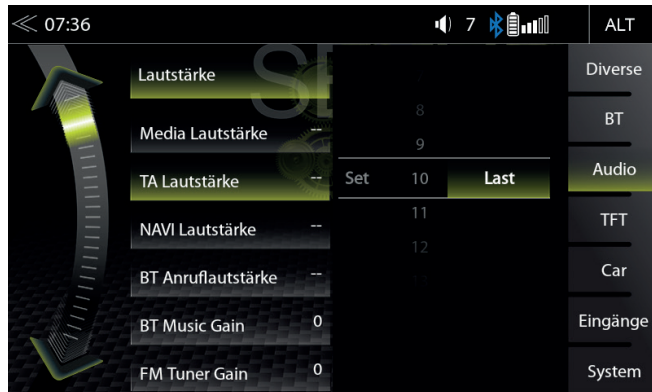 07:36
7
ALT
Lautstärke
Media Lautstärke --
TA Lautstärke --
NAVI Lautstärke --
BT Anruflautstärke --
BT Music Gain 0
FM Tuner Gain 0
8
9
Set 10 Last
11
12
Diverse
BT
Audio
TFT
Car
Eingänge
System